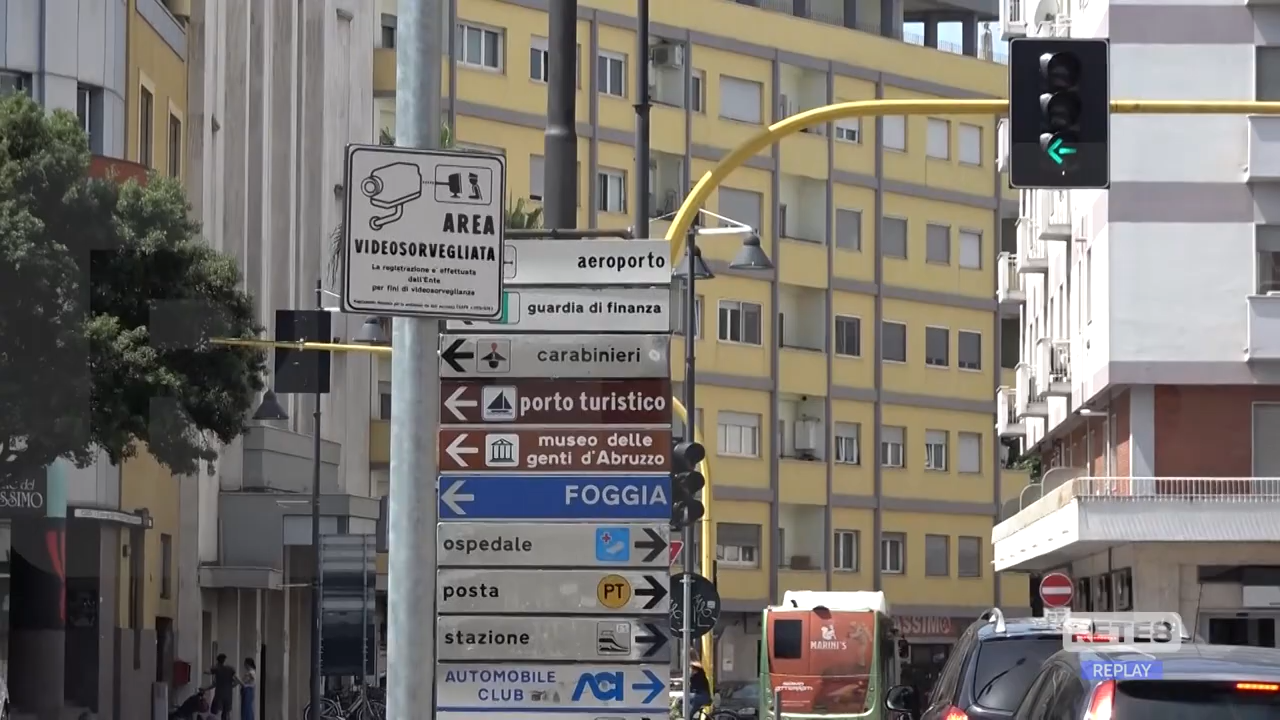 AREA
VIDEOSORVEGLIATA
La registrazione e' effettuata
dall'Ente
per fini di videosorveglianza
aeroporto
guardia di finanza
carabinieri
porto turistico
museo delle
genti d'Abruzzo
FOGGIA
ospedale
posta
PT
stazione
AUTOMOBILE
CLUB
ACI
MARINI'S
RETE8
REPLAY